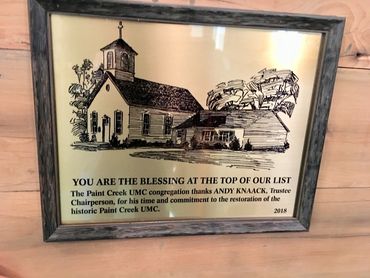 YOU ARE THE BLESSING AT THE TOP OF OUR LIST
The Paint Creek UMC congregation thanks ANDY KNAACK, Trustee
Chairperson, for his time and commitment to the restoration of the
historic Paint Creek UMC. 2018